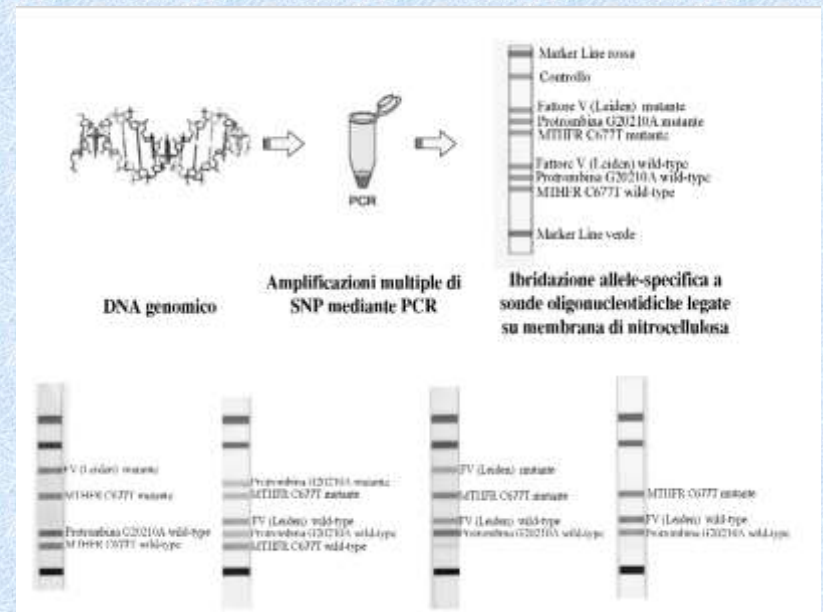 Marker Line rossa
Controllo
Fattore V (Leiden) mutante
Protrombina G20210A mutante
MTHFR C677T mutante
Fattore V (Leiden) wild-type
Protrombina G20210A wild-type
MTHFR C677T wild-type
Marker Line verde
PCR
DNA genomico
Amplificazioni multiple di
SNP mediante PCR
Ibridazione allele-specifica a
sonde oligonucleotidiche legate
su membrana di nitrocellulosa
FV (Leiden) mutante
MTHFR C677T mutante
Protrombina G20210A wild-type
MTHFR C677T wild-type
Protrombina G20210A mutante
MTHFR C677T mutante
FV (Leiden) wild-type
Protrombina G20210A wild-type
MTHFR C677T wild-type
FV (Leiden) mutante
MTHFR C677T mutante
FV (Leiden) wild-type
Protrombina G20210A wild-type
MTHFR C677T mutante
FV (Leiden) wild-type
Protrombina G20210A wild-type